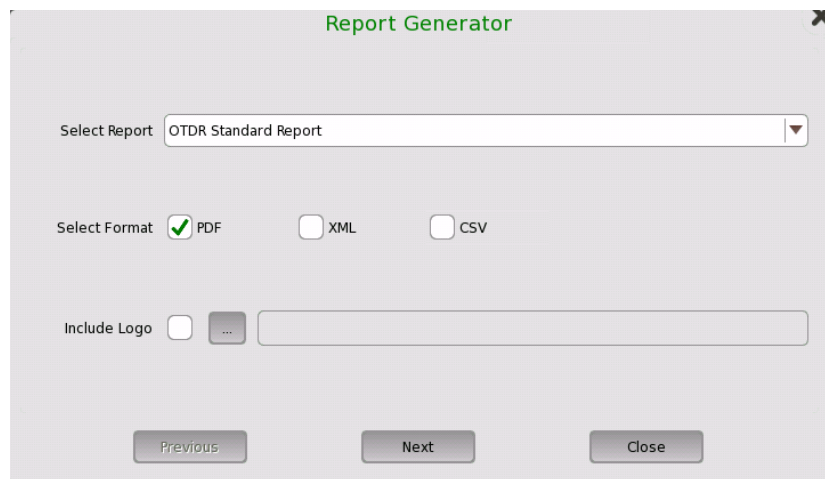 Report Generator
Select Report OTDR Standard Report
Select Format PDF XML CSV
Include Logo ...
Previous Next Close